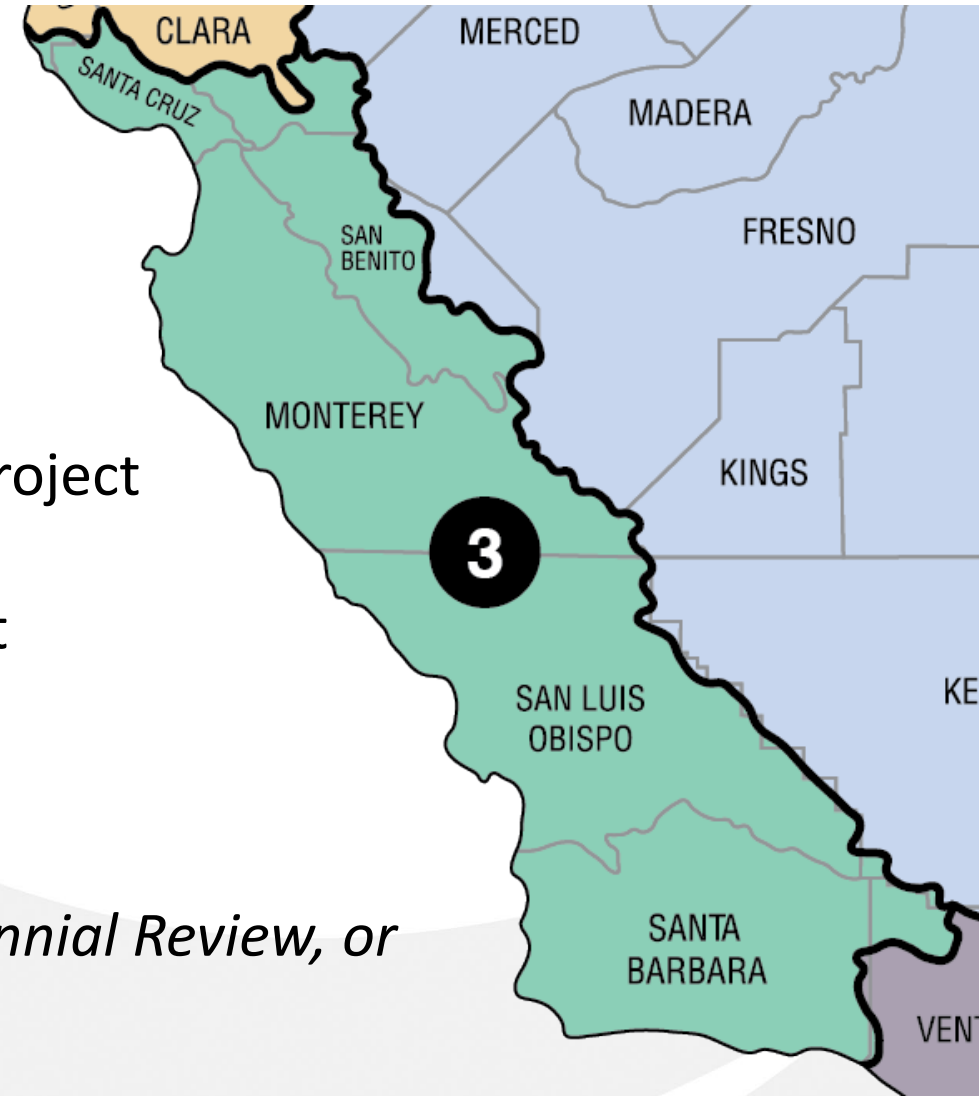 CLARA
MERCED
SANTA CRUZ
MADERA
SAN
BENITO
FRESNO
MONTEREY
roject
KINGS
3
t
SAN LUIS
OBISPO
KE
nnial Review, or
SANTA
BARBARA
VENT